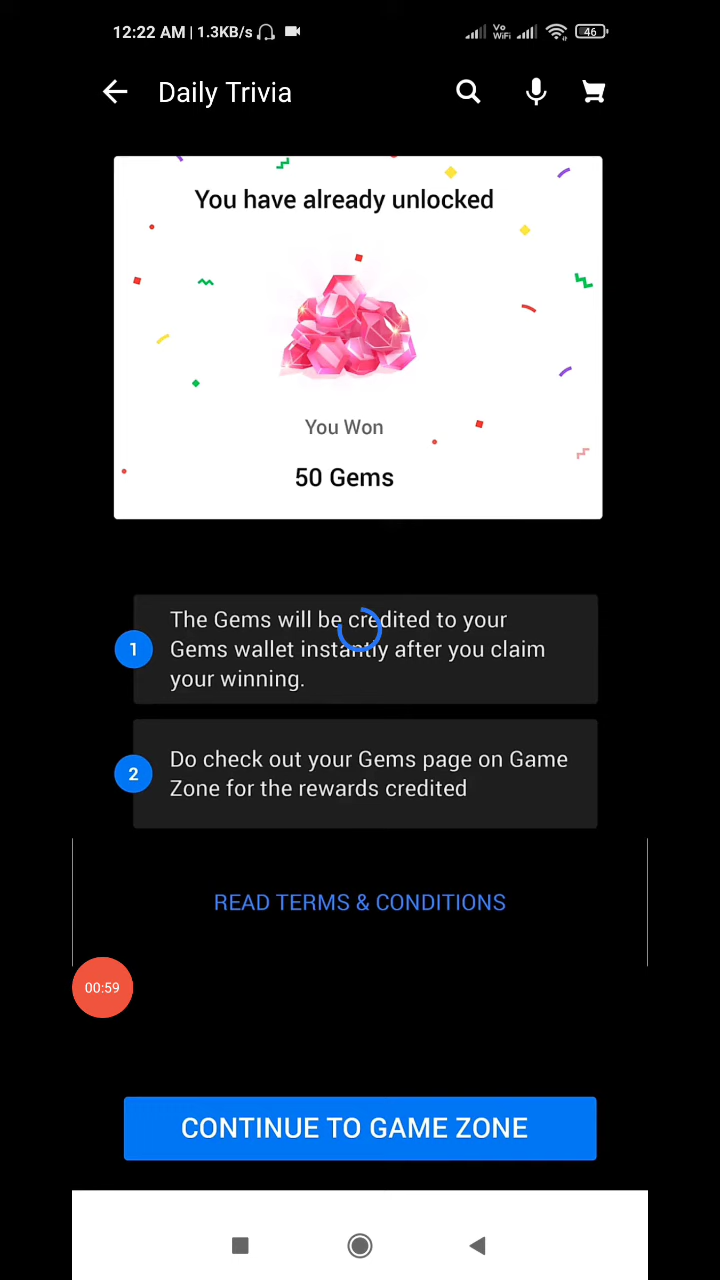 12:22 AM | 1.3KB/s
Vo
WiFi
46
Daily Trivia
You have already unlocked
You Won
50 Gems
1
The Gems will be credited to your
Gems wallet instantly after you claim
your winning.
2
Do check out your Gems page on Game
Zone for the rewards credited
READ TERMS & CONDITIONS
00:59
CONTINUE TO GAME ZONE